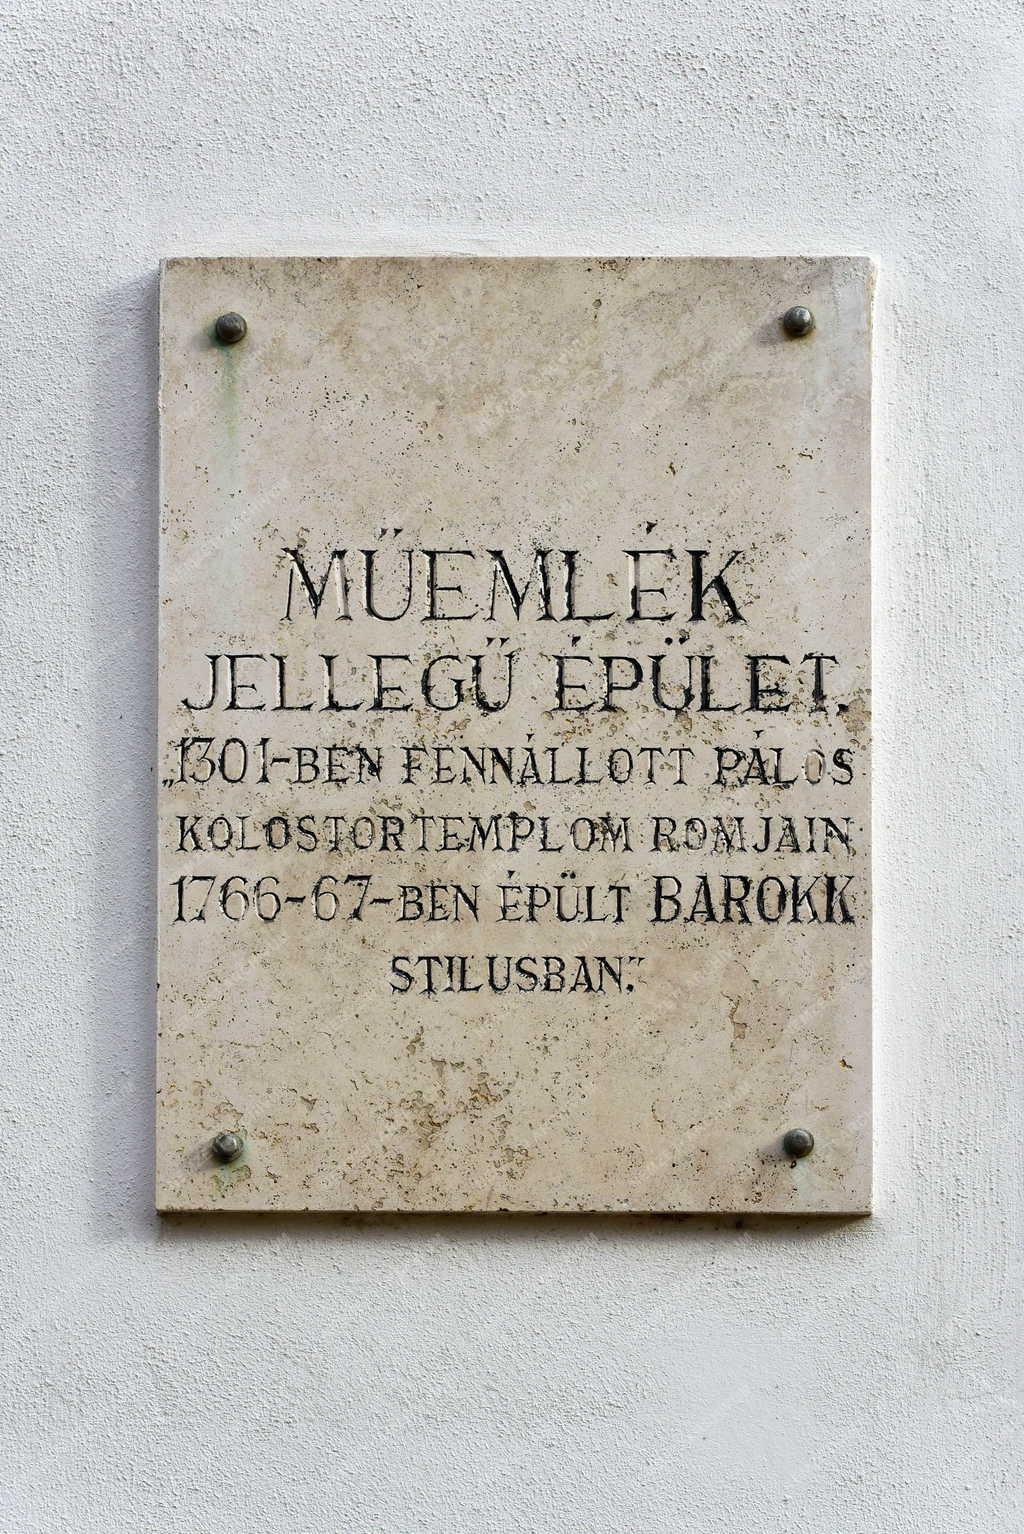 MŰEMLÉK
JELLEGŰ ÉPÜLET.
„1301-BEN FENNÁLLOTT PÁLOS
KOLOSTORTEMPLOM ROMJAIN
1766-67-BEN ÉPÜLT BAROKK
STILUSBAN.”